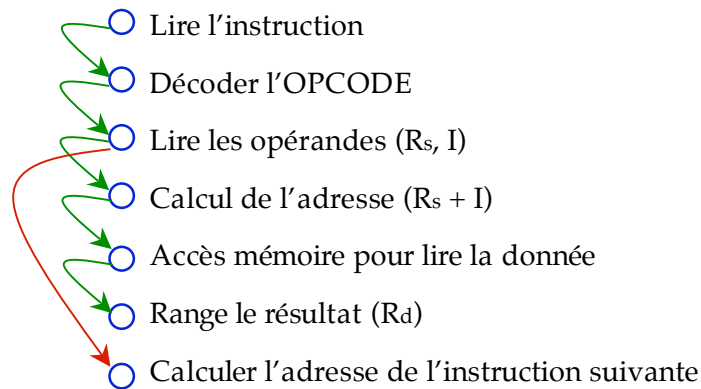 Lire l’instruction
Décoder l’OPCODE
Lire les opérandes (Rs, I)
Calcul de l’adresse (Rs + I)
Accès mémoire pour lire la donnée
Range le résultat (Rd)
Calculer l’adresse de l’instruction suivante